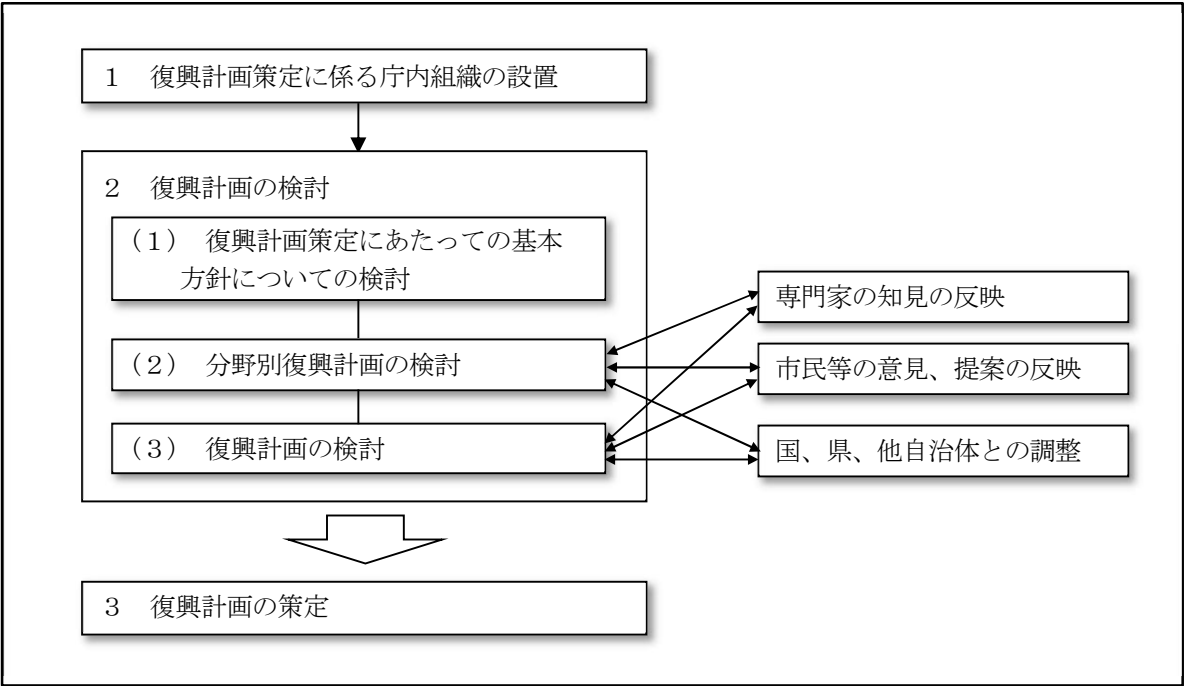 １　復興計画策定に係る庁内組織の設置
２　復興計画の検討
（１）　復興計画策定にあたっての基本
方針についての検討
（２）　分野別復興計画の検討
（３）　復興計画の検討
専門家の知見の反映
市民等の意見、提案の反映
国、県、他自治体との調整
３　復興計画の策定